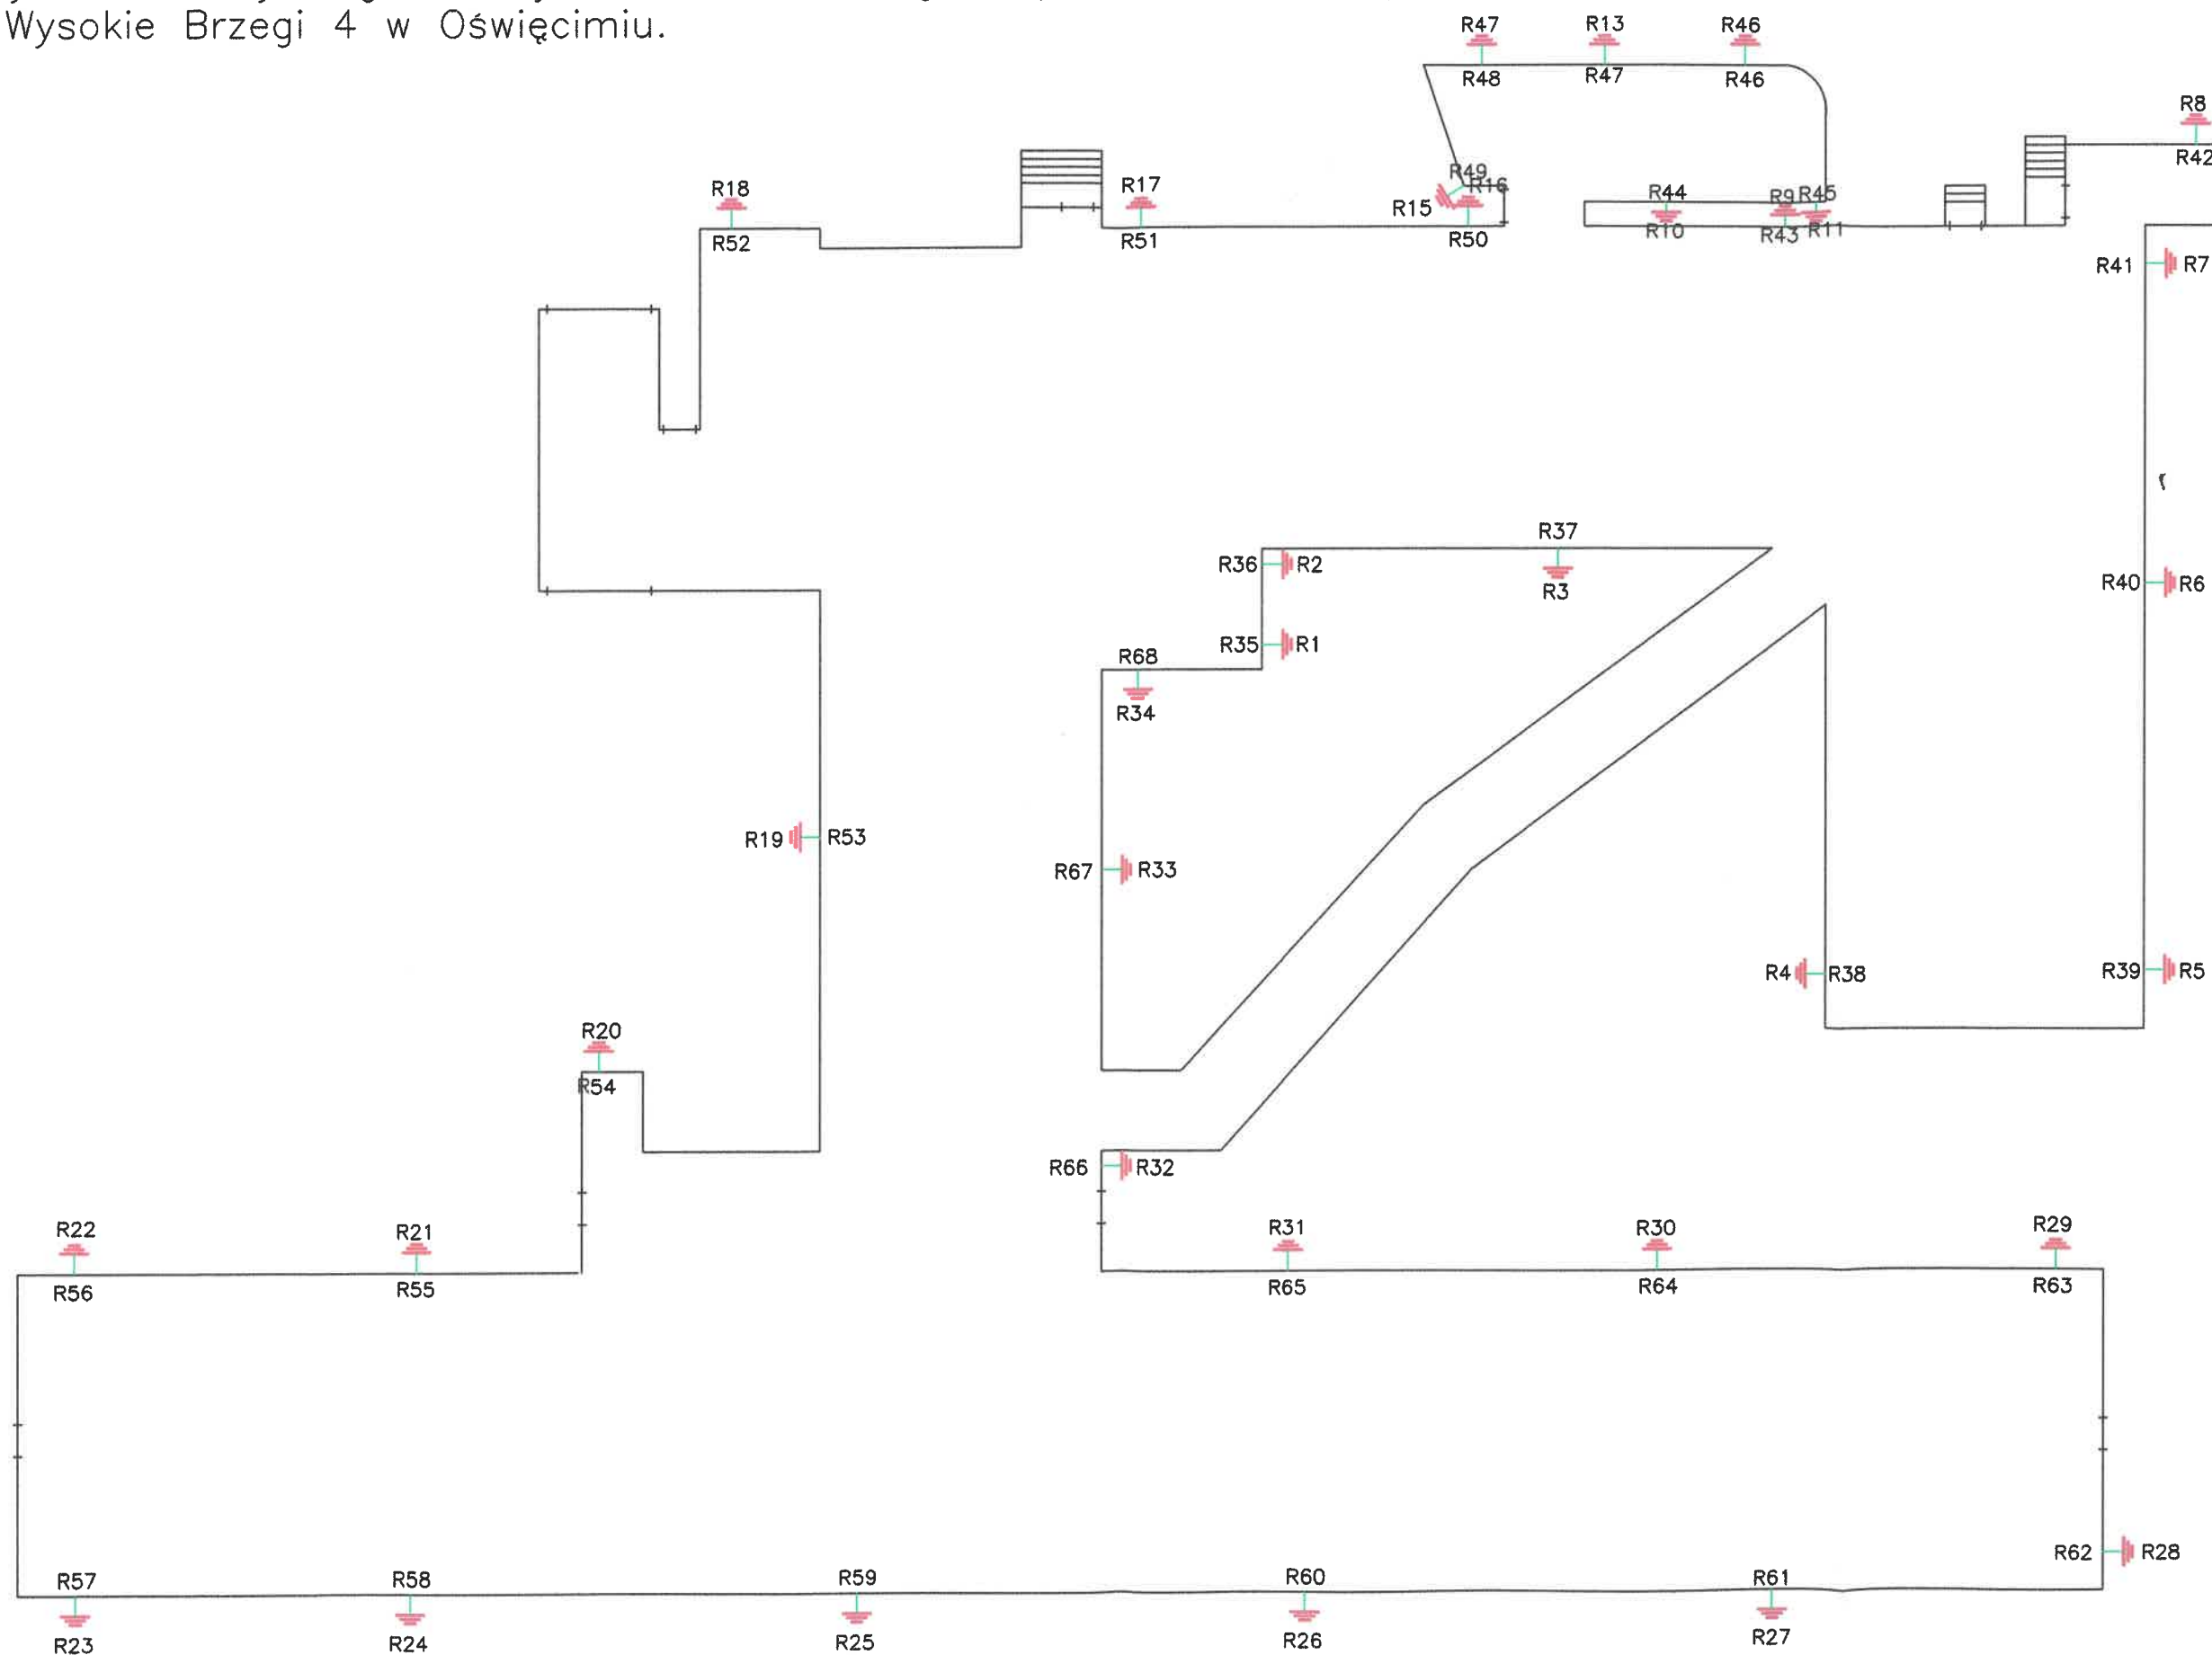 Wysokie Brzegi 4 w Oświęcimiu.
R47 R13 R46
R48 R47 R46
R8
R42
R18 R17 R49 R16 R44 R9 R45
R15
R52 R51 R50 R10 R43 R11
R41 R7
R37
R36 R2 R40 R6
R3
R35 R1
R68
R34
R19 R53
R67 R33
R4 R38 R39 R5
R20
R54
R66 R32
R22 R21 R31 R30 R29
R56 R55 R65 R64 R63
R62 R28
R57 R58 R59 R60 R61
R23 R24 R25 R26 R27